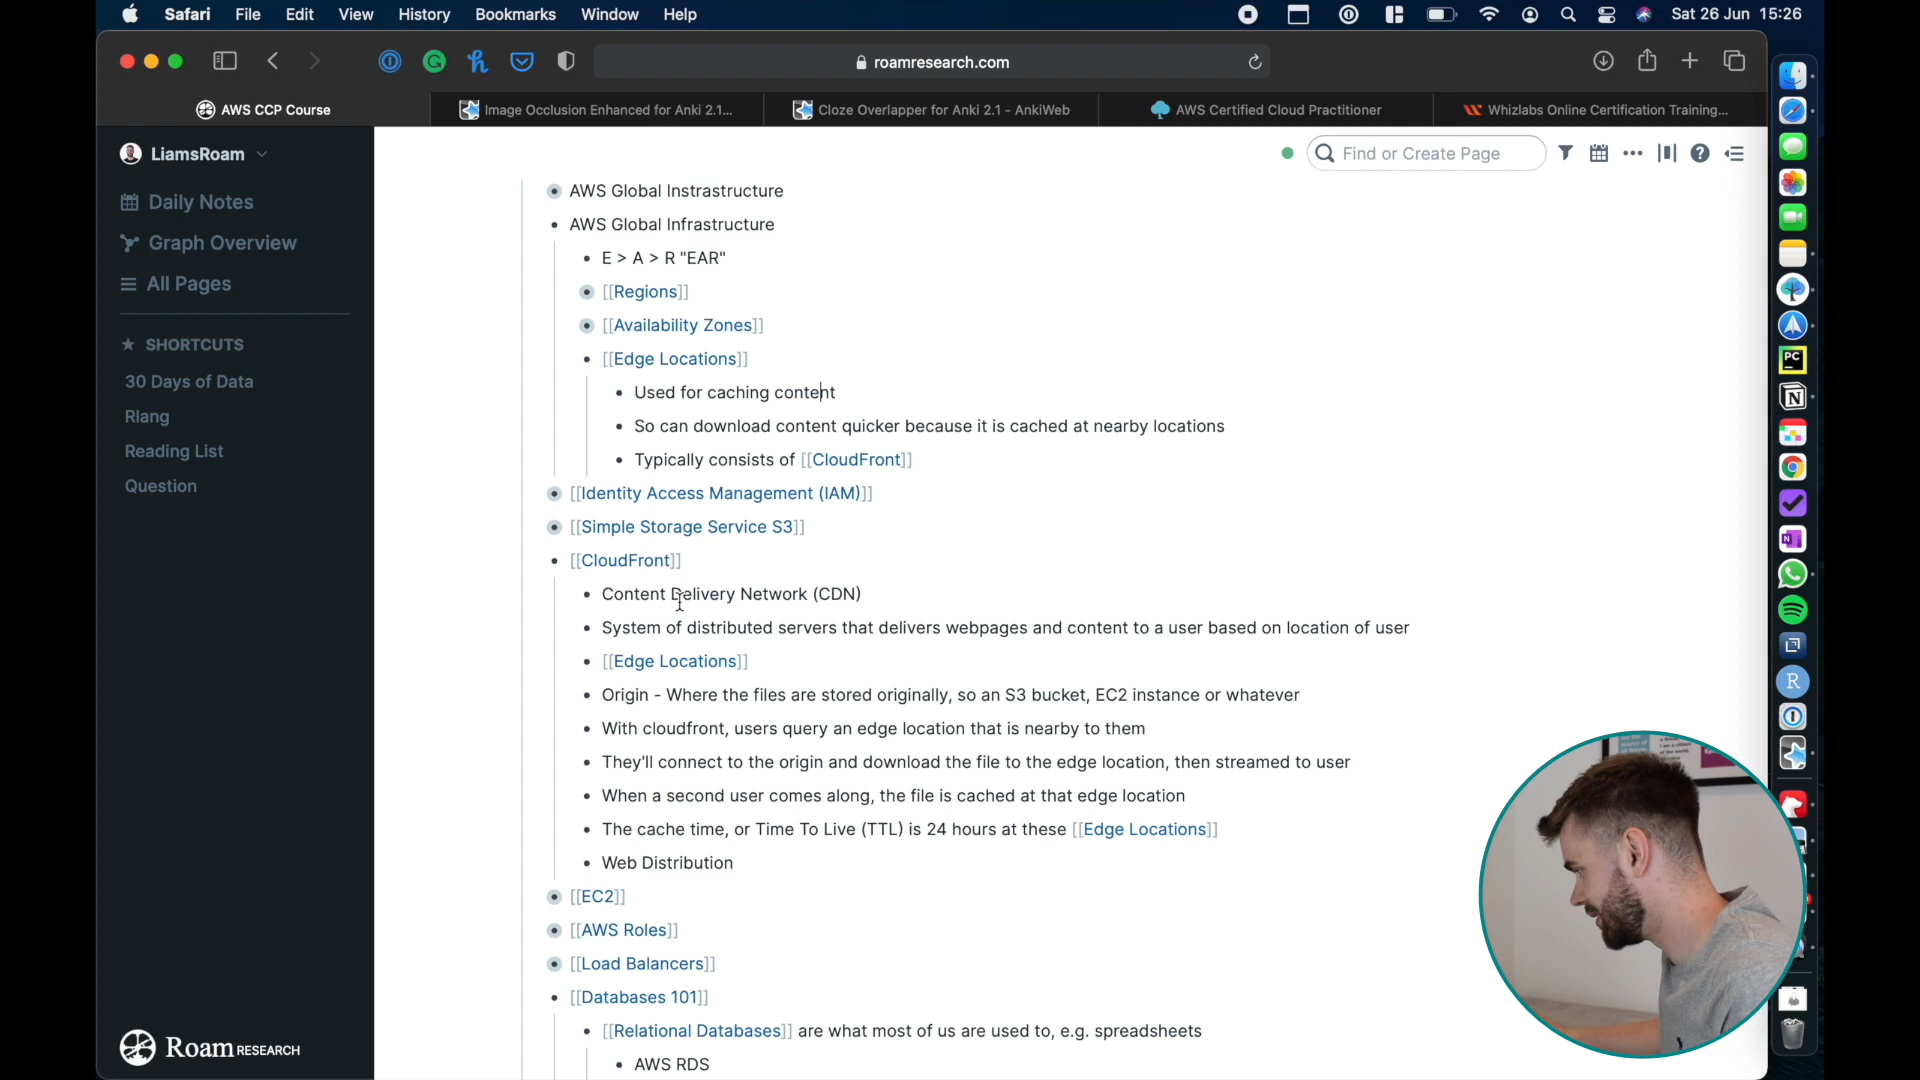 Safari File Edit View History Bookmarks Window Help Sat 26 Jun 15:26
roamresearch.com
AWS CCP Course
Image Occlusion Enhanced for Anki 2.1...
Cloze Overlapper for Anki 2.1 - AnkiWeb
AWS Certified Cloud Practitioner
Whizlabs Online Certification Training...
LiamsRoam
Find or Create Page
Daily Notes
Graph Overview
All Pages
SHORTCUTS
30 Days of Data
Rlang
Reading List
Question
Roam RESEARCH
AWS Global Instrastructure
AWS Global Infrastructure
E > A > R "EAR"
[[Regions]]
[[Availability Zones]]
[[Edge Locations]]
Used for caching content
So can download content quicker because it is cached at nearby locations
Typically consists of [[CloudFront]]
[[Identity Access Management (IAM)]]
[[Simple Storage Service S3]]
[[CloudFront]]
Content Delivery Network (CDN)
System of distributed servers that delivers webpages and content to a user based on location of user
[[Edge Locations]]
Origin - Where the files are stored originally, so an S3 bucket, EC2 instance or whatever
With cloudfront, users query an edge location that is nearby to them
They'll connect to the origin and download the file to the edge location, then streamed to user
When a second user comes along, the file is cached at that edge location
The cache time, or Time To Live (TTL) is 24 hours at these [[Edge Locations]]
Web Distribution
[[EC2]]
[[AWS Roles]]
[[Load Balancers]]
[[Databases 101]]
[[Relational Databases]] are what most of us are used to, e.g. spreadsheets
AWS RDS
PC
N
N
R